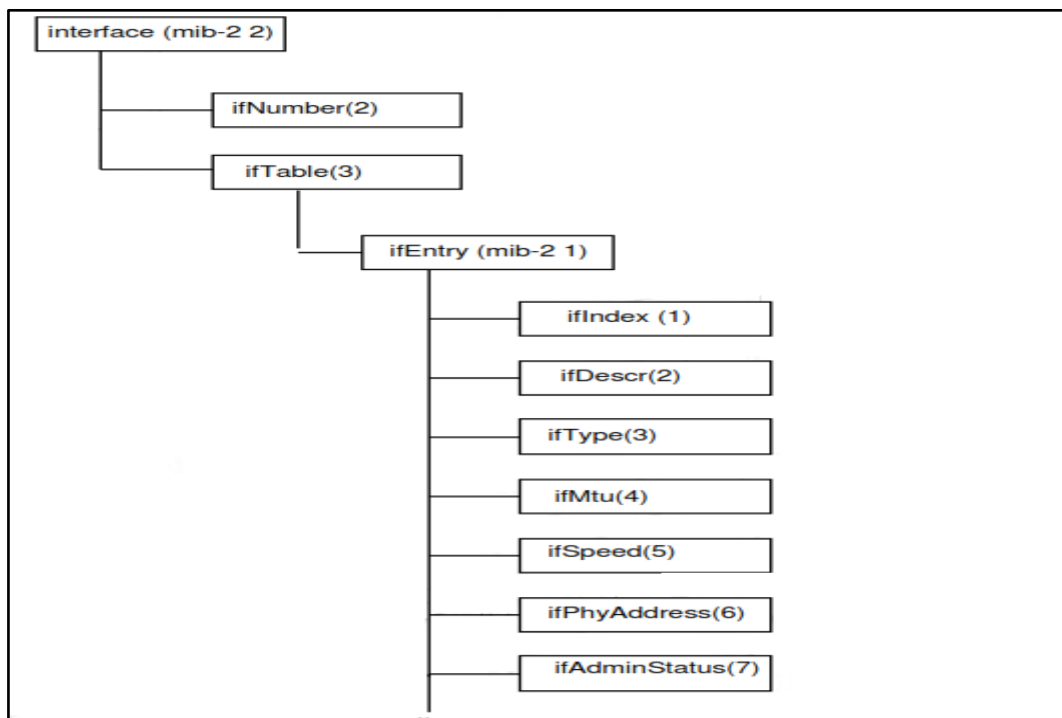 interface (mib-2 2)
ifNumber(2)
ifTable(3)
ifEntry (mib-2 1)
ifIndex (1)
ifDescr(2)
ifType(3)
ifMtu(4)
ifSpeed(5)
ifPhyAddress(6)
ifAdminStatus(7)